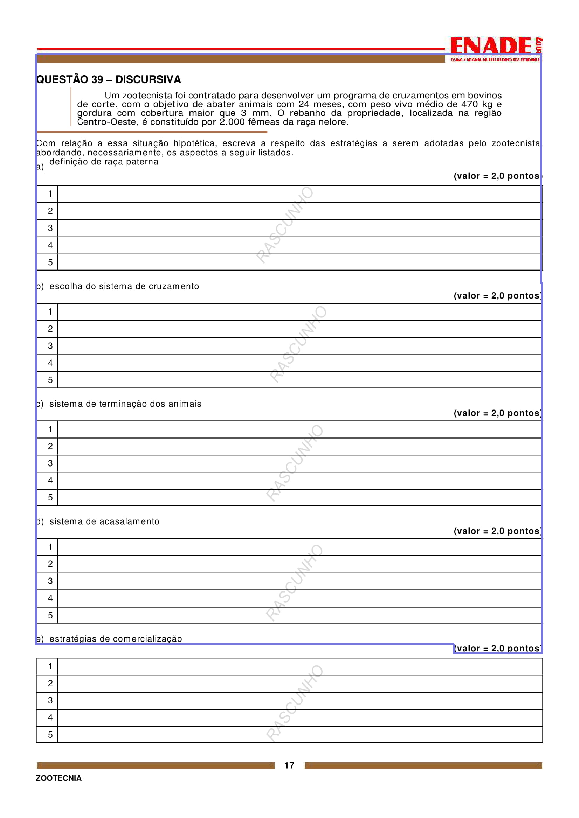 ENADE 2007
EXAME NACIONAL DE DESEMPENHO DOS ESTUDANTES
QUESTÃO 39 – DISCURSIVA
Um zootecnista foi contratado para desenvolver um programa de cruzamentos em bovinos
de corte, com o objetivo de abater animais com 24 meses, com peso vivo médio de 470 kg e
gordura com cobertura maior que 3 mm. O rebanho da propriedade, localizada na região
Centro-Oeste, é constituído por 2.000 fêmeas da raça nelore.
Com relação a essa situação hipotética, escreva a respeito das estratégias a serem adotadas pelo zootecnista,
abordando, necessariamente, os aspectos a seguir listados.
a) definição de raça paterna
(valor = 2,0 pontos)
1
2
3
4
5
RASCUNHO
b) escolha do sistema de cruzamento
(valor = 2,0 pontos)
1
2
3
4
5
RASCUNHO
c) sistema de terminação dos animais
(valor = 2,0 pontos)
1
2
3
4
5
RASCUNHO
d) sistema de acasalamento
(valor = 2,0 pontos)
1
2
3
4
5
RASCUNHO
e) estratégias de comercialização
(valor = 2,0 pontos)
1
2
3
4
5
RASCUNHO
17
ZOOTECNIA